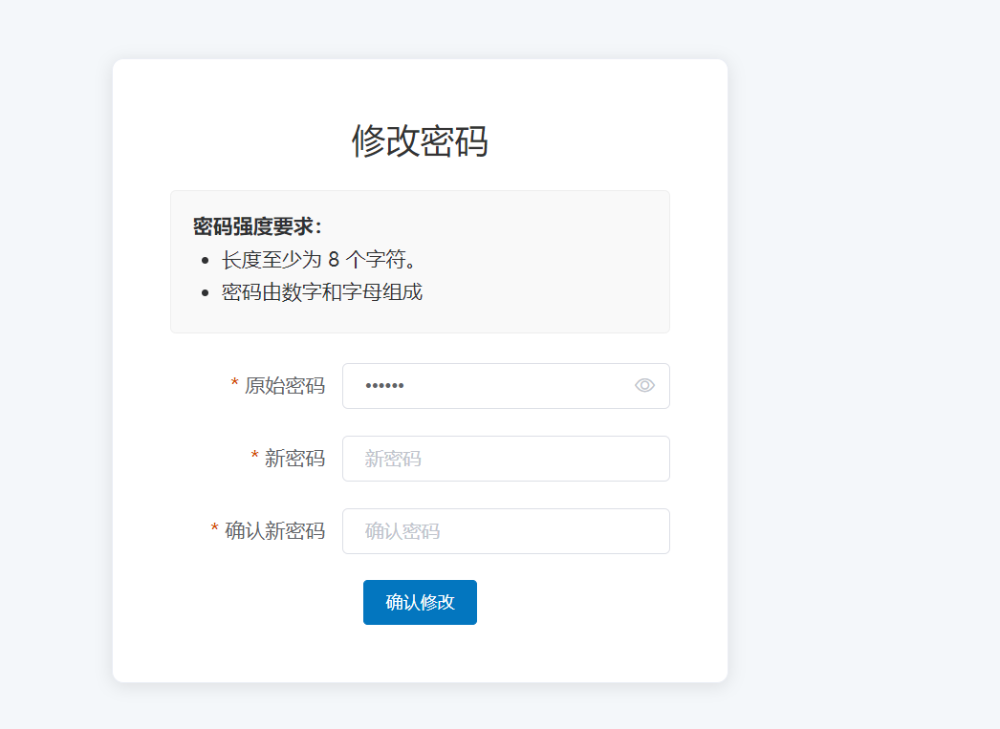 修改密码
密码强度要求：
• 长度至少为 8 个字符。
• 密码由数字和字母组成
* 原始密码 ••••••
* 新密码 新密码
* 确认新密码 确认密码
确认修改